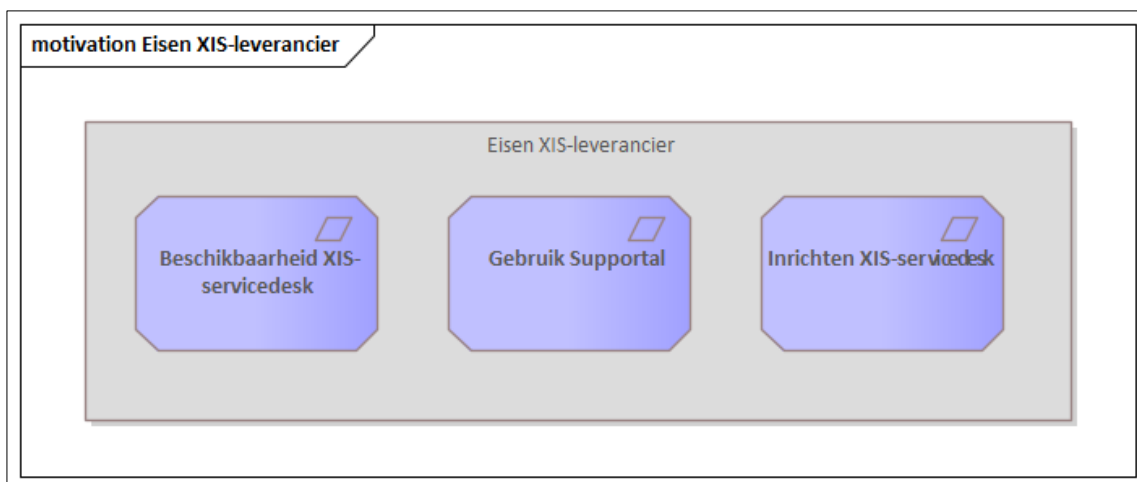 motivation Eisen XIS-leverancier
Eisen XIS-leverancier
Beschikbaarheid XIS-
servicedesk
Gebruik Supportal
Inrichten XIS-servicedesk